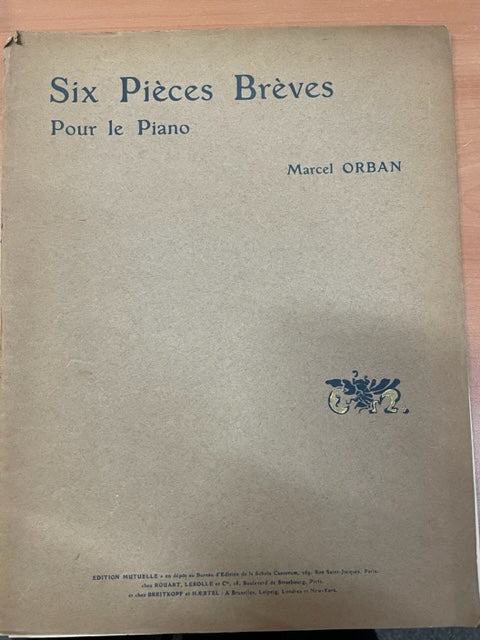 Six Pièces Brèves
Pour le Piano
Marcel ORBAN
EDITION MUTUELLE » en dépôt au Bureau d'Edition de la Schola Cantorum, 269, Rue Saint-Jacques, Paris.
chez ROUART, LEROLLE et Cie, 18, Boulevard de Strasbourg, Paris.
et chez BREITKOPF et HÆRTEL : A Bruxelles, Leipzig, Londres et New-York.